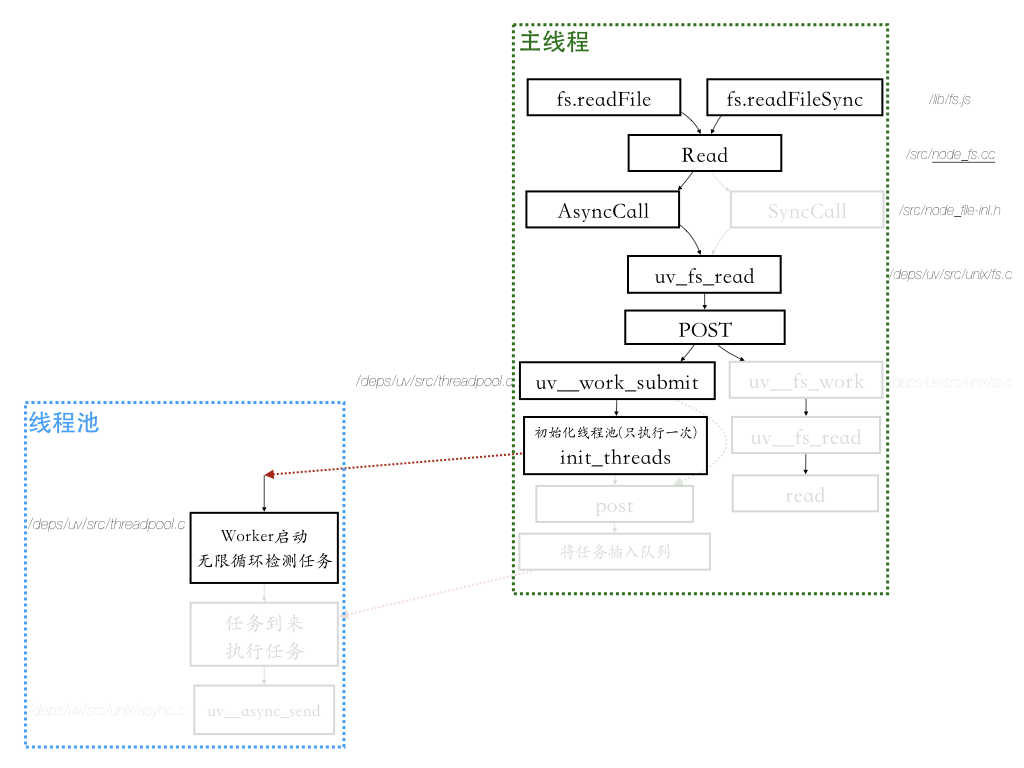 主线程
fs.readFile
fs.readFileSync
/lib/fs.js
Read
/src/node_fs.cc
AsyncCall
SyncCall
/src/node_file-inl.h
uv_fs_read
/deps/uv/src/unix/fs.c
POST
/deps/uv/src/threadpool.c
uv__work_submit
uv__fs_work
/deps/uv/src/unix/fs.c
线程池
初始化线程池(只执行一次)
init_threads
uv__fs_read
post
read
/deps/uv/src/threadpool.c
Worker启动
无限循环检测任务
将任务插入队列
任务到来
执行任务
/deps/uv/src/unix/async.c
uv__async_send